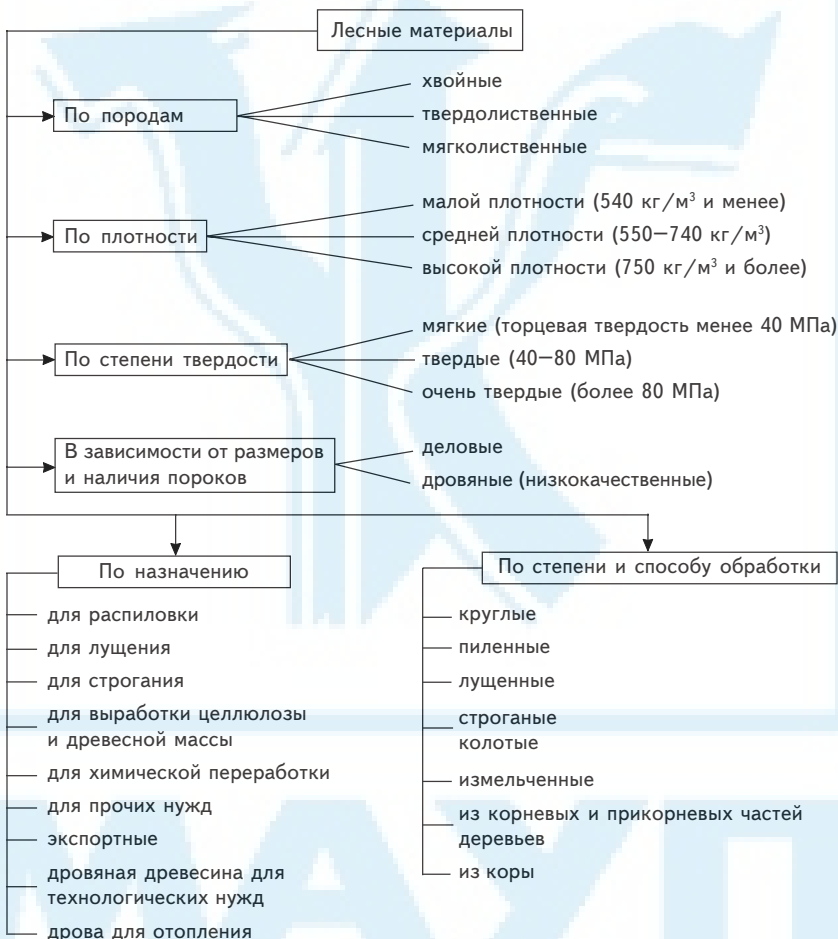 Лесные материалы
По породам
хвойные
твердолиственные
мягколиственные
По плотности
малой плотности (540 кг/м³ и менее)
средней плотности (550—740 кг/м³)
высокой плотности (750 кг/м³ и более)
По степени твердости
мягкие (торцевая твердость менее 40 МПа)
твердые (40—80 МПа)
очень твердые (более 80 МПа)
В зависимости от размеров
и наличия пороков
деловые
дровяные (низкокачественные)
По назначению
для распиловки
для лущения
для строгания
для выработки целлюлозы
и древесной массы
для химической переработки
для прочих нужд
экспортные
дровяная древесина для
технологических нужд
дрова для отопления
По степени и способу обработки
круглые
пиленные
лущенные
строганые
колотые
измельченные
из корневых и прикорневых частей
деревьев
из коры
МАУП